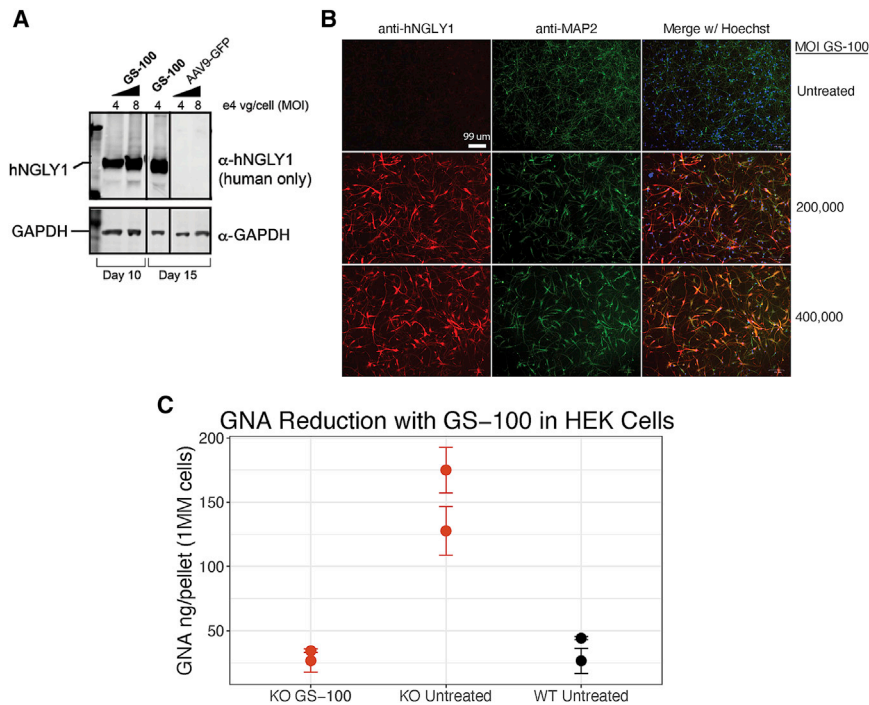 A
GS-100
GS-100
AAV9-GFP
4 8 4 4 8 e4 vg/cell (MOI)
hNGLY1
α-hNGLY1
(human only)
GAPDH
α-GAPDH
Day 10 Day 15
B
anti-hNGLY1 anti-MAP2 Merge w/ Hoechst
MOI GS-100
Untreated
99 um
200,000
400,000
C
GNA Reduction with GS-100 in HEK Cells
GNA ng/pellet (1MM cells)
200
150
100
50
KO GS-100 KO Untreated WT Untreated